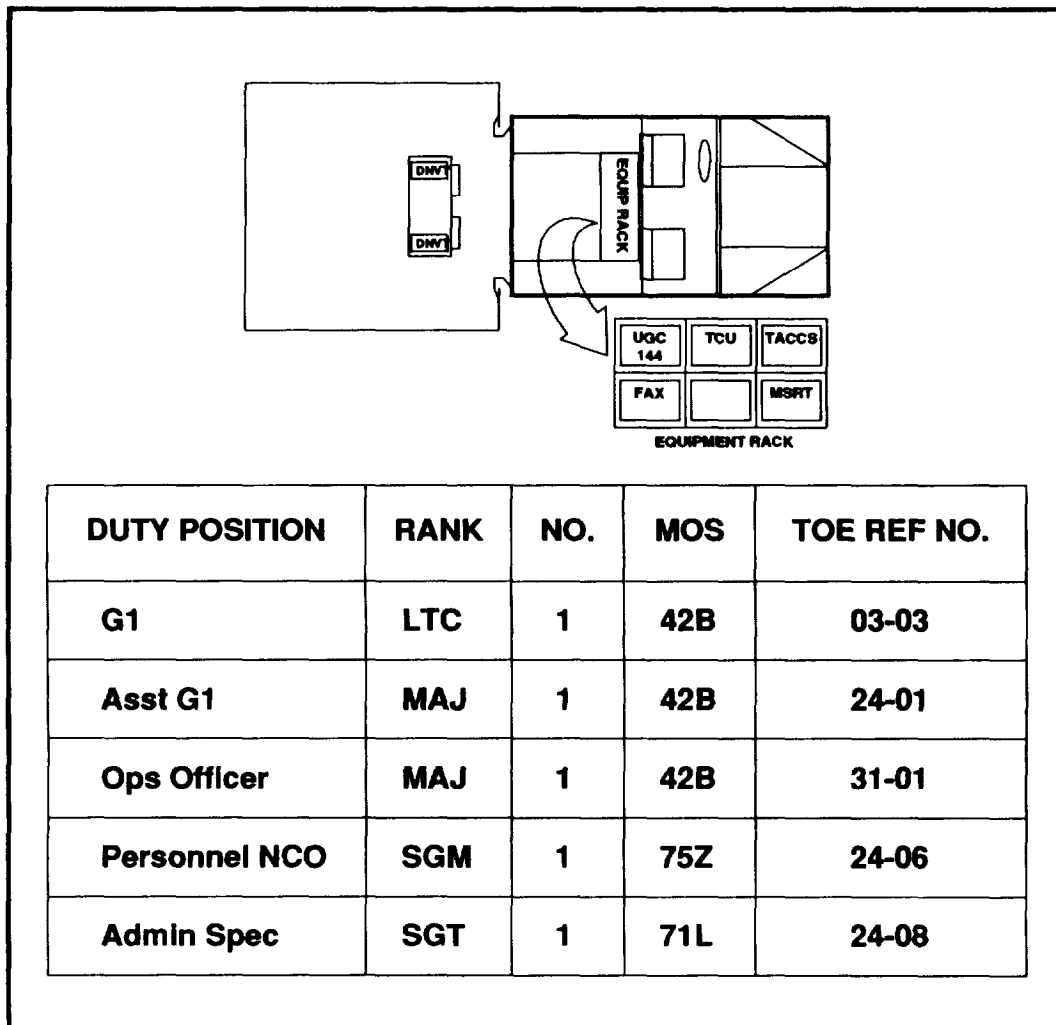 DNVT
DNVT
EQUIP RACK
UGC 144
TCU
TACCS
FAX
MSRT
EQUIPMENT RACK
DUTY POSITION RANK NO. MOS TOE REF NO.
G1 LTC 1 42B 03-03
Asst G1 MAJ 1 42B 24-01
Ops Officer MAJ 1 42B 31-01
Personnel NCO SGM 1 75Z 24-06
Admin Spec SGT 1 71L 24-08